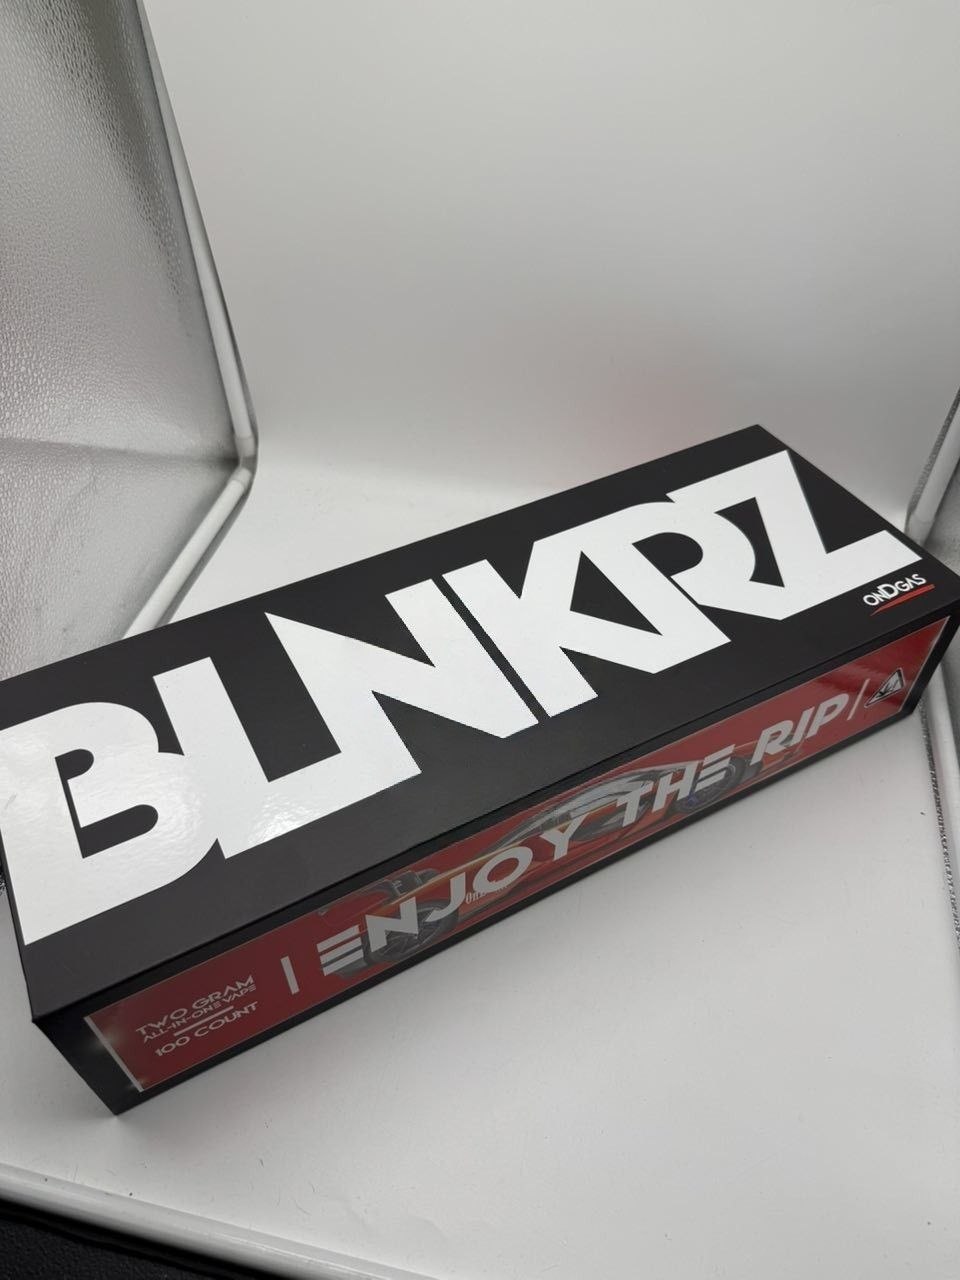 BLNKRZ
ONDGAS
ENJOY THE RIP
TWO GRAM
ALL-IN-ONE VAPE
100 COUNT